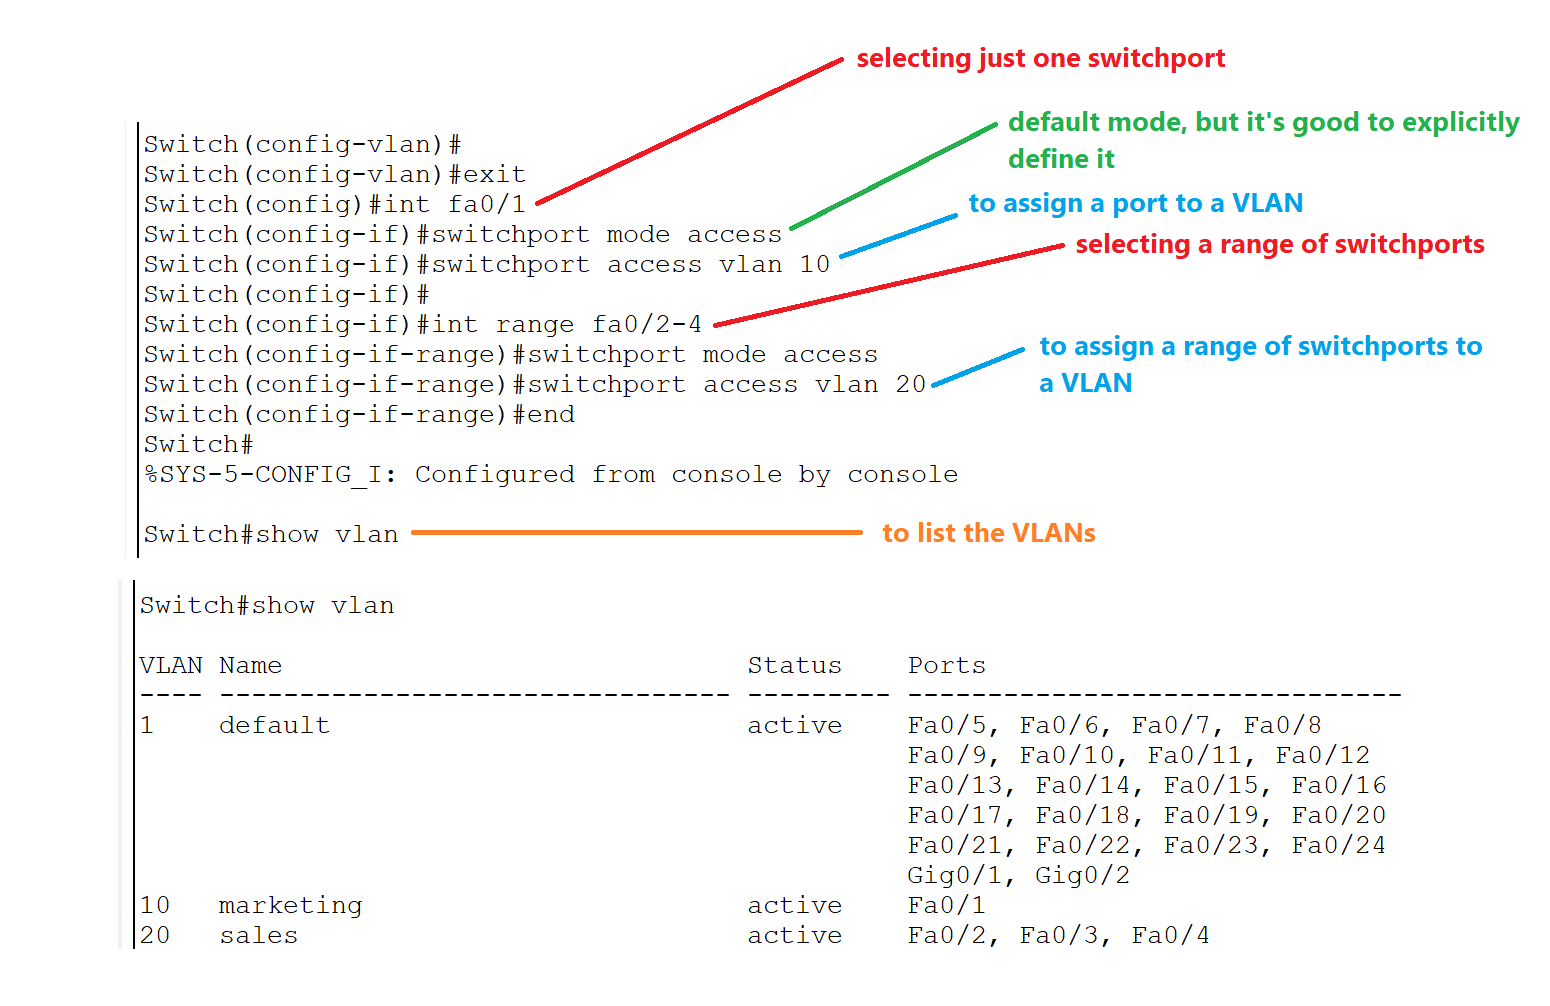 selecting just one switchport
default mode, but it's good to explicitly
define it
to assign a port to a VLAN
selecting a range of switchports
to assign a range of switchports to
a VLAN
Switch(config-vlan)#
Switch(config-vlan)#exit
Switch(config)#int fa0/1
Switch(config-if)#switchport mode access
Switch(config-if)#switchport access vlan 10
Switch(config-if)#
Switch(config-if)#int range fa0/2-4
Switch(config-if-range)#switchport mode access
Switch(config-if-range)#switchport access vlan 20
Switch(config-if-range)#end
Switch#
%SYS-5-CONFIG_I: Configured from console by console
Switch#show vlan
to list the VLANs
Switch#show vlan
VLAN Name                             Status    Ports
---- -------------------------------- --------- -------------------------------
1    default                          active    Fa0/5, Fa0/6, Fa0/7, Fa0/8
                                                Fa0/9, Fa0/10, Fa0/11, Fa0/12
                                                Fa0/13, Fa0/14, Fa0/15, Fa0/16
                                                Fa0/17, Fa0/18, Fa0/19, Fa0/20
                                                Fa0/21, Fa0/22, Fa0/23, Fa0/24
                                                Gig0/1, Gig0/2
10   marketing                        active    Fa0/1
20   sales                            active    Fa0/2, Fa0/3, Fa0/4